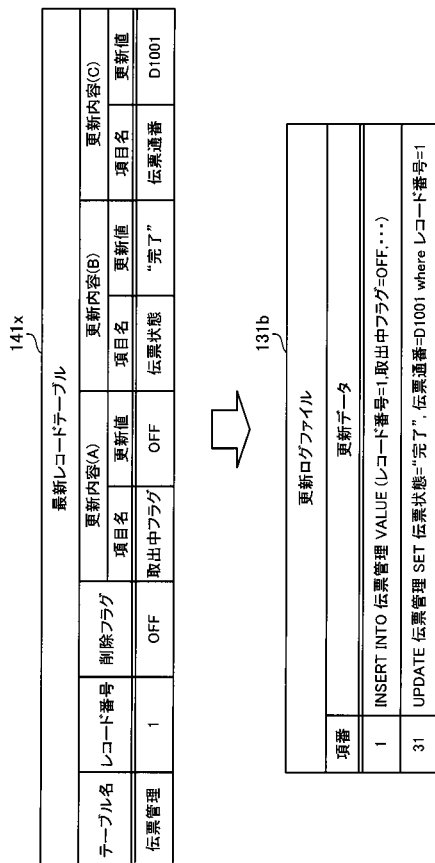 141x
最新レコードテーブル
テーブル名 レコード番号 削除フラグ 更新内容(A) 更新内容(B) 更新内容(C)
項目名 更新値 項目名 更新値 項目名 更新値
伝票管理 1 OFF 取出中フラグ OFF 伝票状態 “完了” 伝票通番 D1001
131b
更新ログファイル
項番 更新データ
1 INSERT INTO 伝票管理 VALUE (レコード番号=1,取出中フラグ=OFF,・・・)
31 UPDATE 伝票管理 SET 伝票状態=“完了”, 伝票通番=D1001 where レコード番号=1